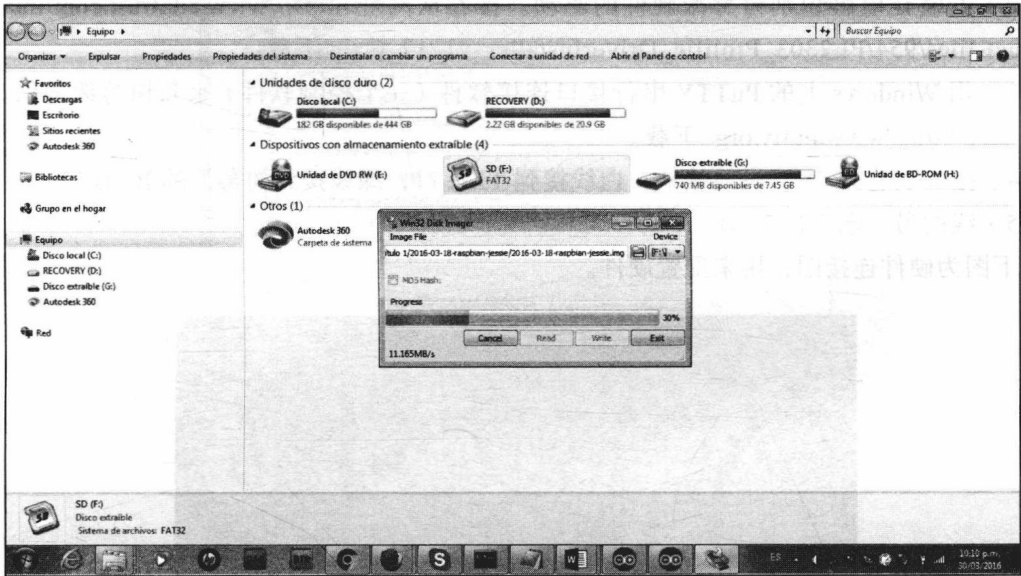 Equipo
Buscar Equipo
Organizar
Expulsar
Propiedades
Propiedades del sistema
Desinstalar o cambiar un programa
Conectar a unidad de red
Abrir el Panel de control
Favoritos
Descargas
Escritorio
Sitios recientes
Autodesk 360
Bibliotecas
Grupo en el hogar
Equipo
Disco local (C:)
RECOVERY (D:)
Disco extraíble (G:)
Autodesk 360
Red
Unidades de disco duro (2)
Disco local (C:)
182 GB disponibles de 444 GB
RECOVERY (D:)
2.22 GB disponibles de 20.9 GB
Dispositivos con almacenamiento extraíble (4)
Unidad de DVD RW (E:)
SD (F:)
FAT32
Disco extraíble (G:)
740 MB disponibles de 7.45 GB
Unidad de BD-ROM (H:)
Otros (1)
Autodesk 360
Carpeta de sistema
Win32 Disk Imager
Image File
Device
ítulo 1/2016-03-18-raspbian-jessie/2016-03-18-raspbian-jessie.img
[F:\]
MD5 Hash:
Progress
30%
Cancel
Read
Write
Exit
11.165MB/s
SD (F:)
Disco extraíble
Sistema de archivos: FAT32
ES
10:10 p.m.
30/03/2016